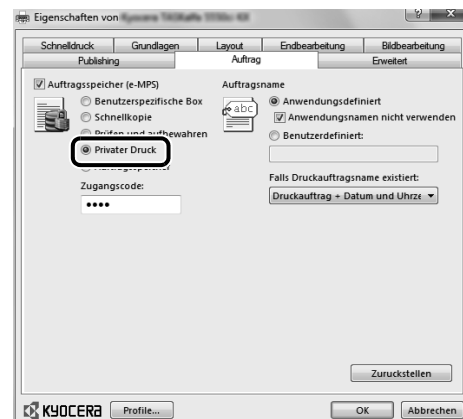 Eigenschaften von
Schnelldruck Grundlagen Layout Endbearbeitung Bildbearbeitung
Publishing Auftrag Erweitert
Auftragsspeicher (e-MPS)
Benutzerspezifische Box
Schnellkopie
Prüfen und aufbewahren
Privater Druck
Zugangscode:
••••
Auftragsname
abc
Anwendungsdefiniert
Anwendungsnamen nicht verwenden
Benutzerdefiniert:
Falls Druckauftragsname existiert:
Druckauftrag + Datum und Uhrze
Zuruckstellen
KYOCERA Profile... OK Abbrechen